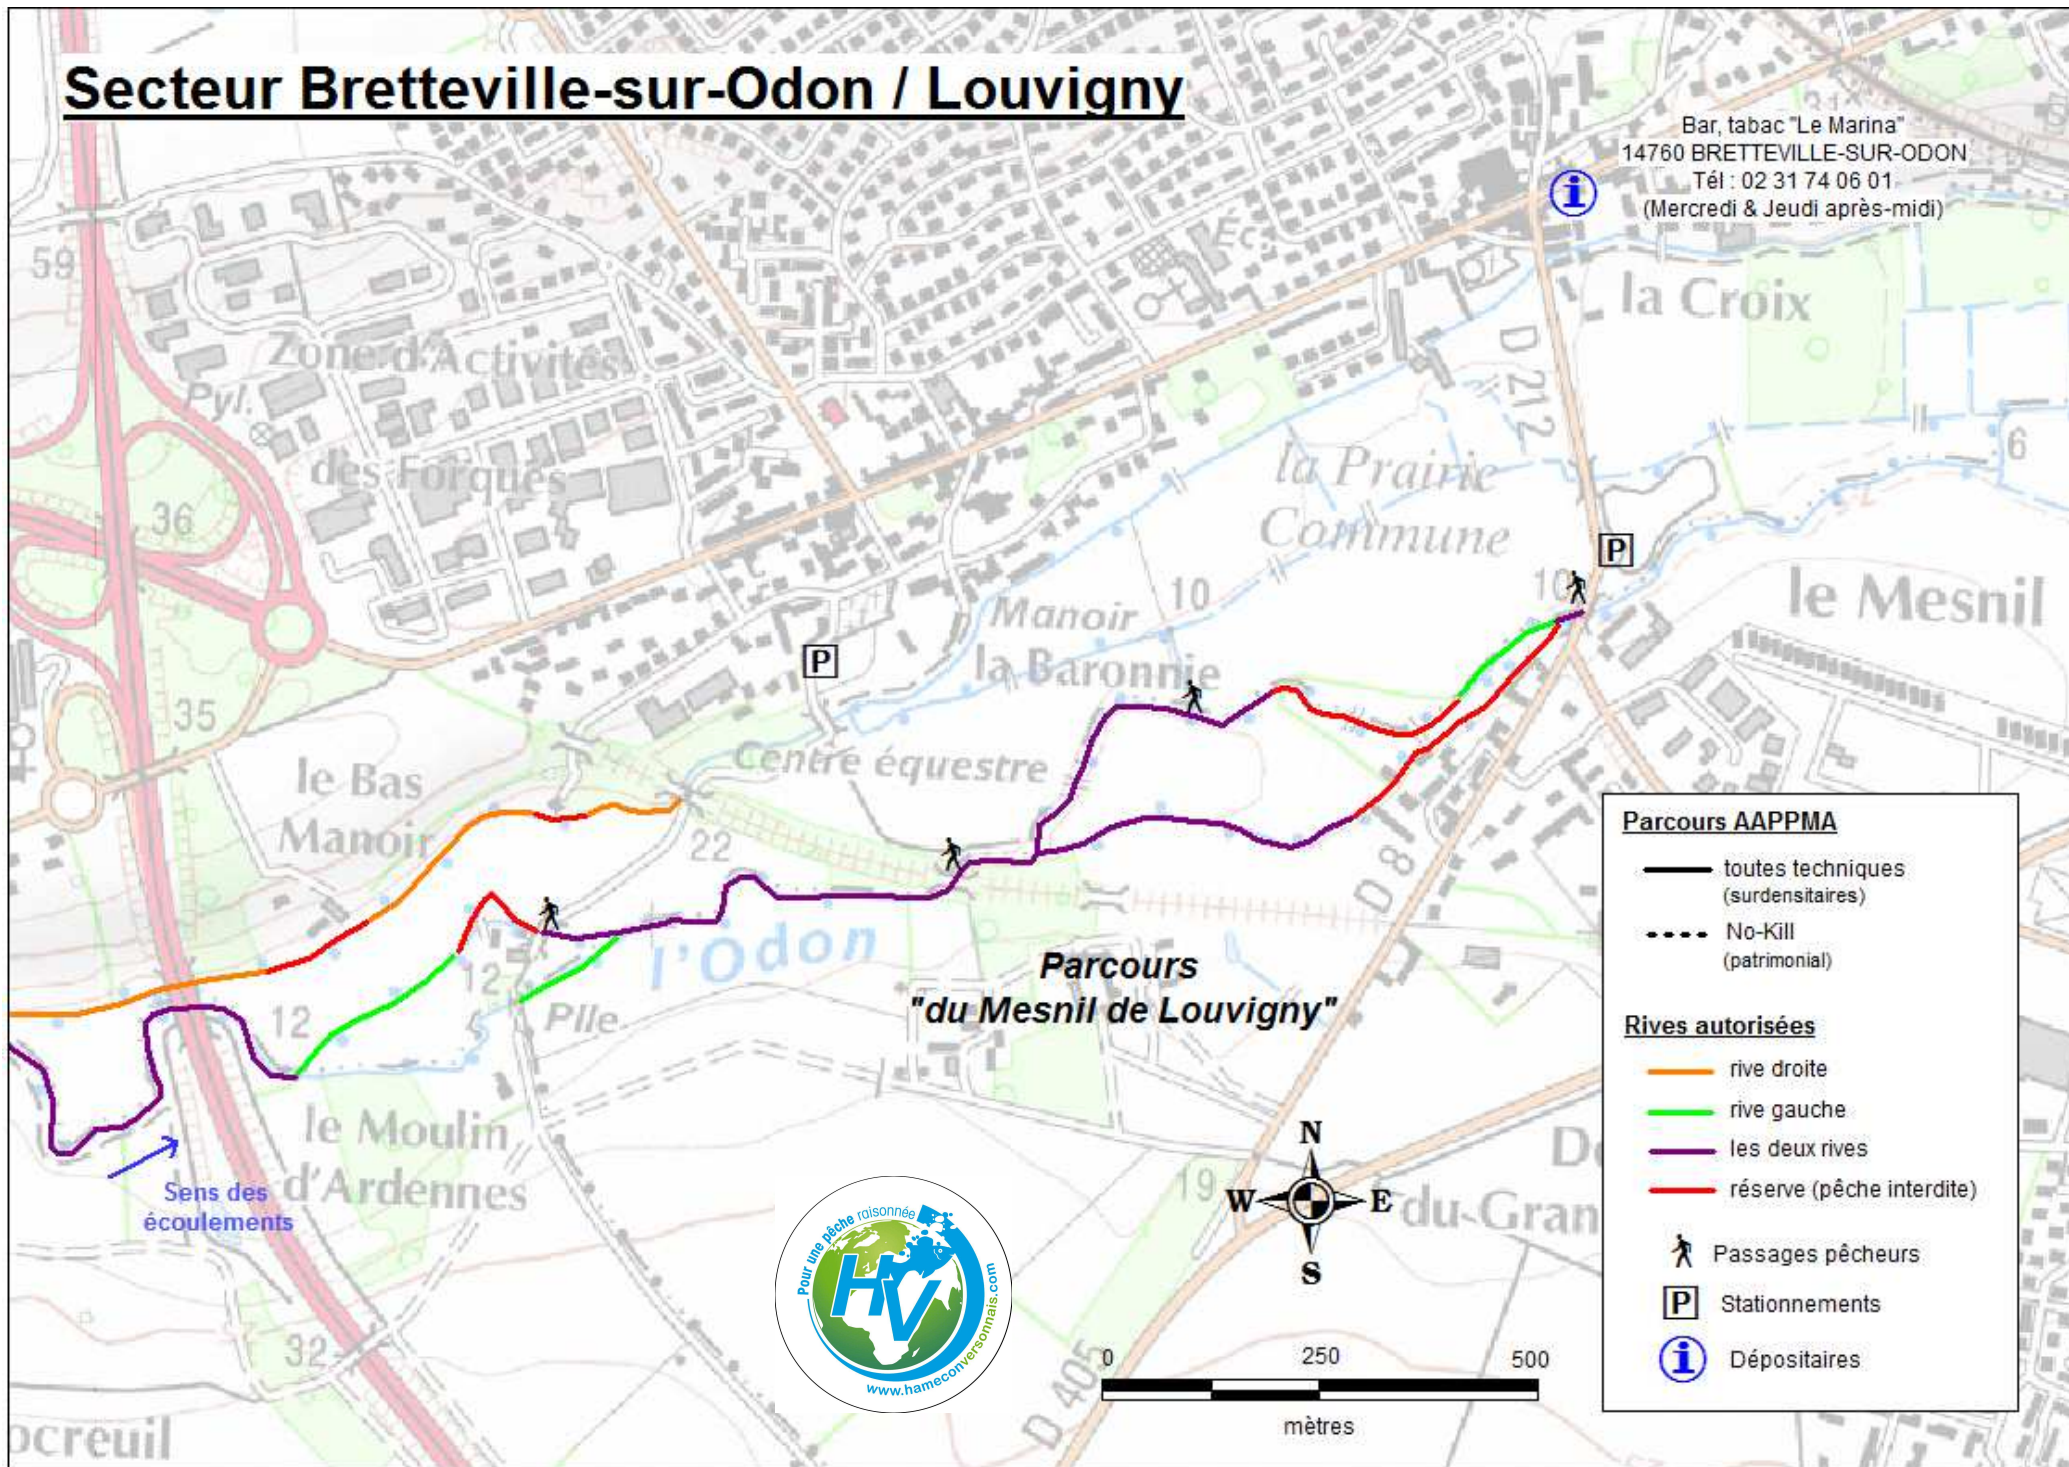 Secteur Bretteville-sur-Odon / Louvigny
Bar, tabac "Le Marina"
14760 BRETTEVILLE-SUR-ODON
Tél : 02 31 74 06 01
(Mercredi & Jeudi après-midi)
59
Éc.
la Croix
Zone d'Activités
Pyl.
des Forques
D 212
36
la Prairie
Commune
6
P
10
10
le Mesnil
Manoir
la Baronnie
P
35
Centre équestre
le Bas
Manoir
22
D 8
l'Odon
12
12
Plle
Parcours
"du Mesnil de Louvigny"
le Moulin
d'Ardennes
Sens des
écoulements
19
N
W
E
S
du-Gran
32
D 405
ocreuil
Pour une pêche raisonnée
HV
www.hameconversonnais.com
0
250
500
mètres
Parcours AAPPMA
toutes techniques
(surdensitaires)
No-Kill
(patrimonial)
Rives autorisées
rive droite
rive gauche
les deux rives
réserve (pêche interdite)
Passages pêcheurs
P Stationnements
i Dépositaires